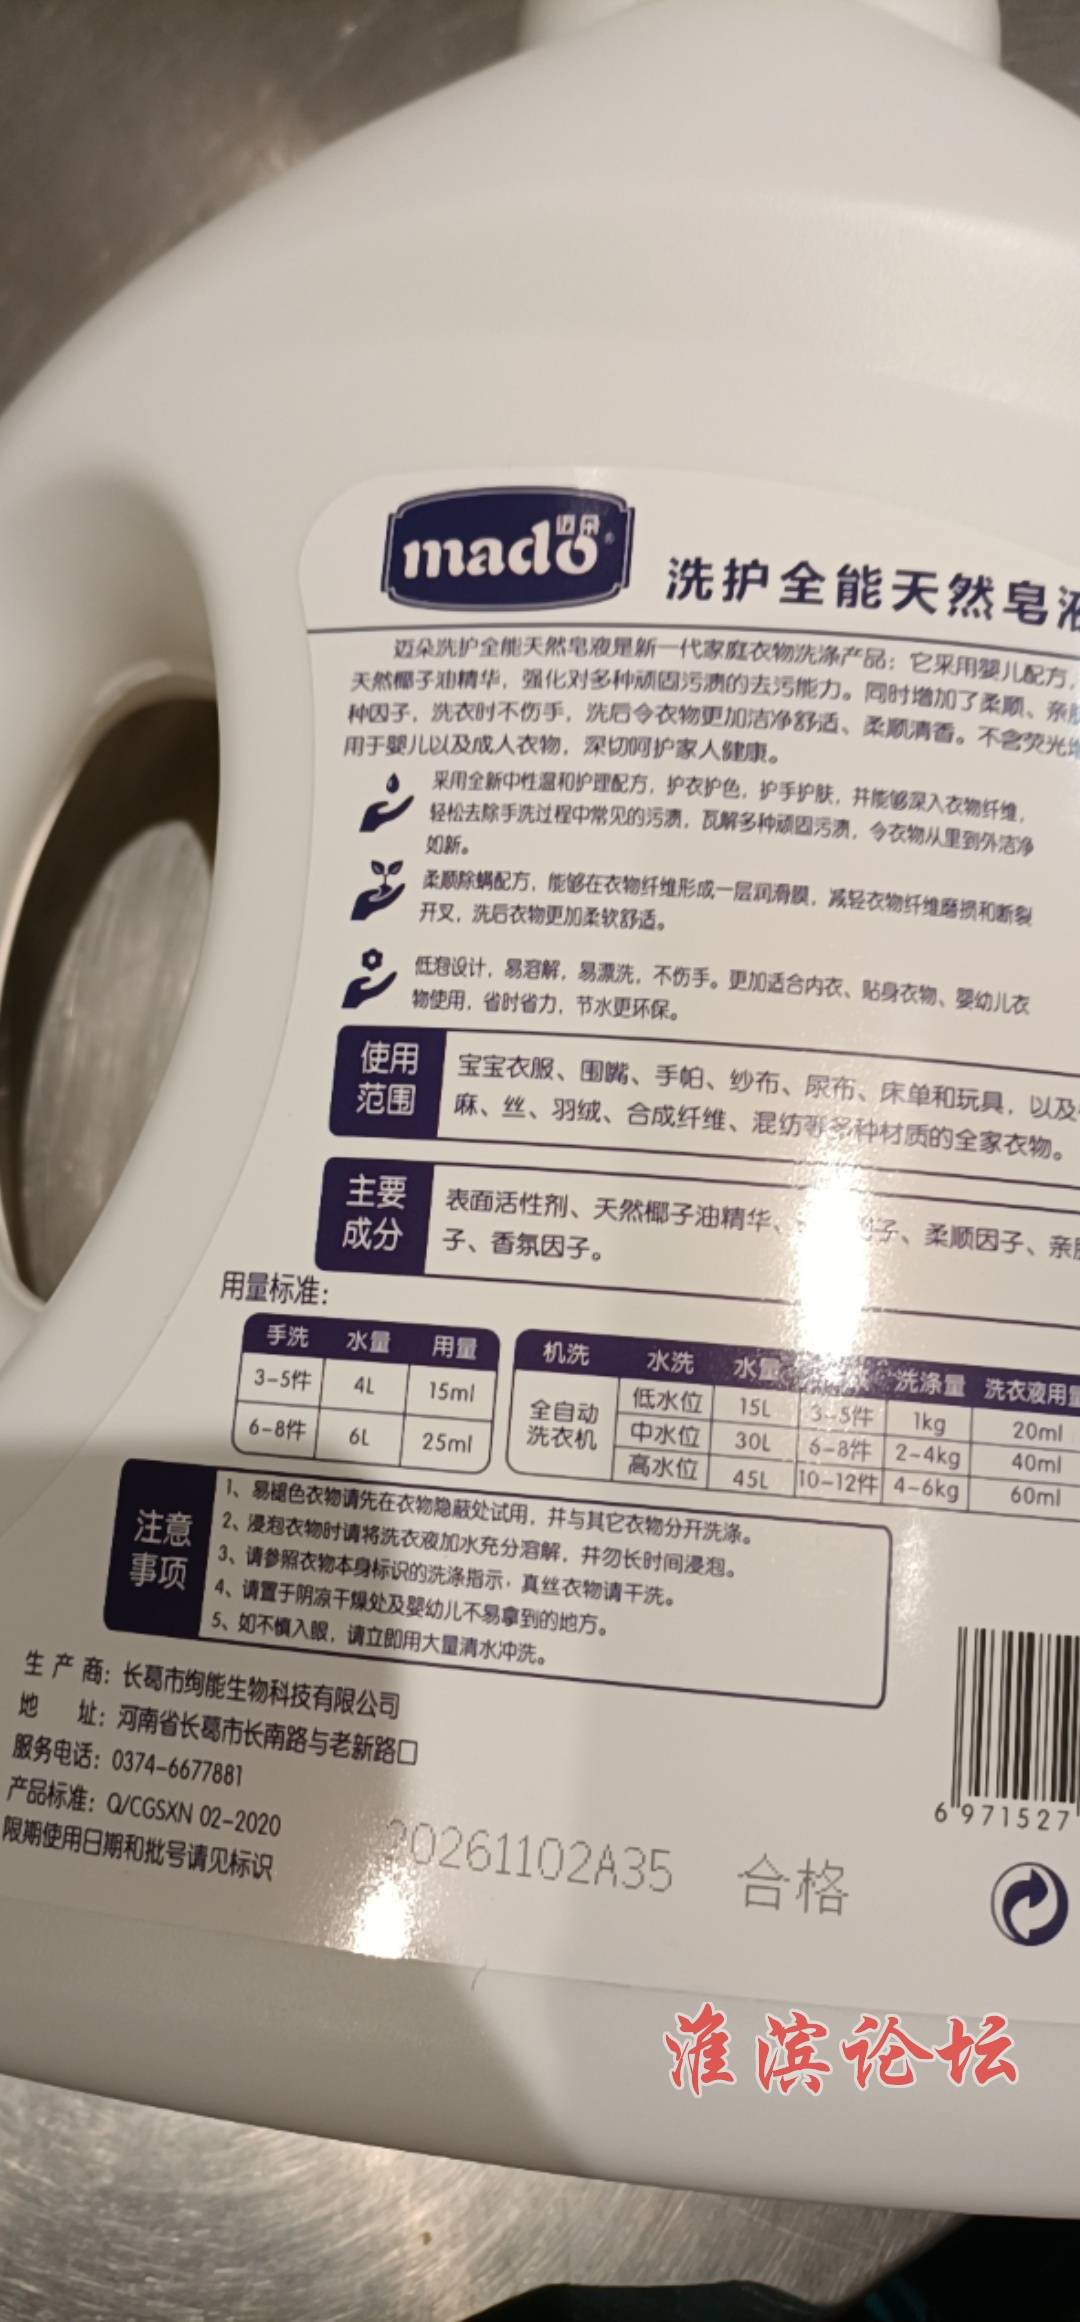 mado 迈朵®
洗护全能天然皂液
迈朵洗护全能天然皂液是新一代家庭衣物洗涤产品；它采用婴儿配方，
天然椰子油精华，强化对多种顽固污渍的去污能力。同时增加了柔顺、亲肤
种因子，洗衣时不伤手，洗后令衣物更加洁净舒适、柔顺清香。不含荧光增
用于婴儿以及成人衣物，深切呵护家人健康。
采用全新中性温和护理配方，护衣护色，护手护肤，并能够深入衣物纤维，
轻松去除手洗过程中常见的污渍，瓦解多种顽固污渍，令衣物从里到外洁净
如新。
柔顺除螨配方，能够在衣物纤维形成一层润滑膜，减轻衣物纤维磨损和断裂
开叉，洗后衣物更加柔软舒适。
低泡设计，易溶解，易漂洗，不伤手。更加适合内衣、贴身衣物、婴幼儿衣
物使用，省时省力，节水更环保。
使用范围
宝宝衣服、围嘴、手帕、纱布、尿布、床单和玩具，以及
麻、丝、羽绒、合成纤维、混纺等多种材质的全家衣物。
主要成分
表面活性剂、天然椰子油精华、 子、柔顺因子、亲肤
子、香氛因子。
用量标准：
手洗 水量 用量
3-5件 4L 15ml
6-8件 6L 25ml
机洗 水洗 水量 洗涤量 洗衣液用量
全自动洗衣机
低水位 15L 3-5件 1kg 20ml
中水位 30L 6-8件 2-4kg 40ml
高水位 45L 10-12件 4-6kg 60ml
注意事项
1、易褪色衣物请先在衣物隐蔽处试用，并与其它衣物分开洗涤。
2、浸泡衣物时请将洗衣液加水充分溶解，并勿长时间浸泡。
3、请参照衣物本身标识的洗涤指示，真丝衣物请干洗。
4、请置于阴凉干燥处及婴幼儿不易拿到的地方。
5、如不慎入眼，请立即用大量清水冲洗。
生产商：长葛市绚能生物科技有限公司
地址：河南省长葛市长南路与老新路口
服务电话：0374-6677881
产品标准：Q/CGSXN 02-2020
限期使用日期和批号请见标识
20261102A35 合格
6 971527
淮滨论坛